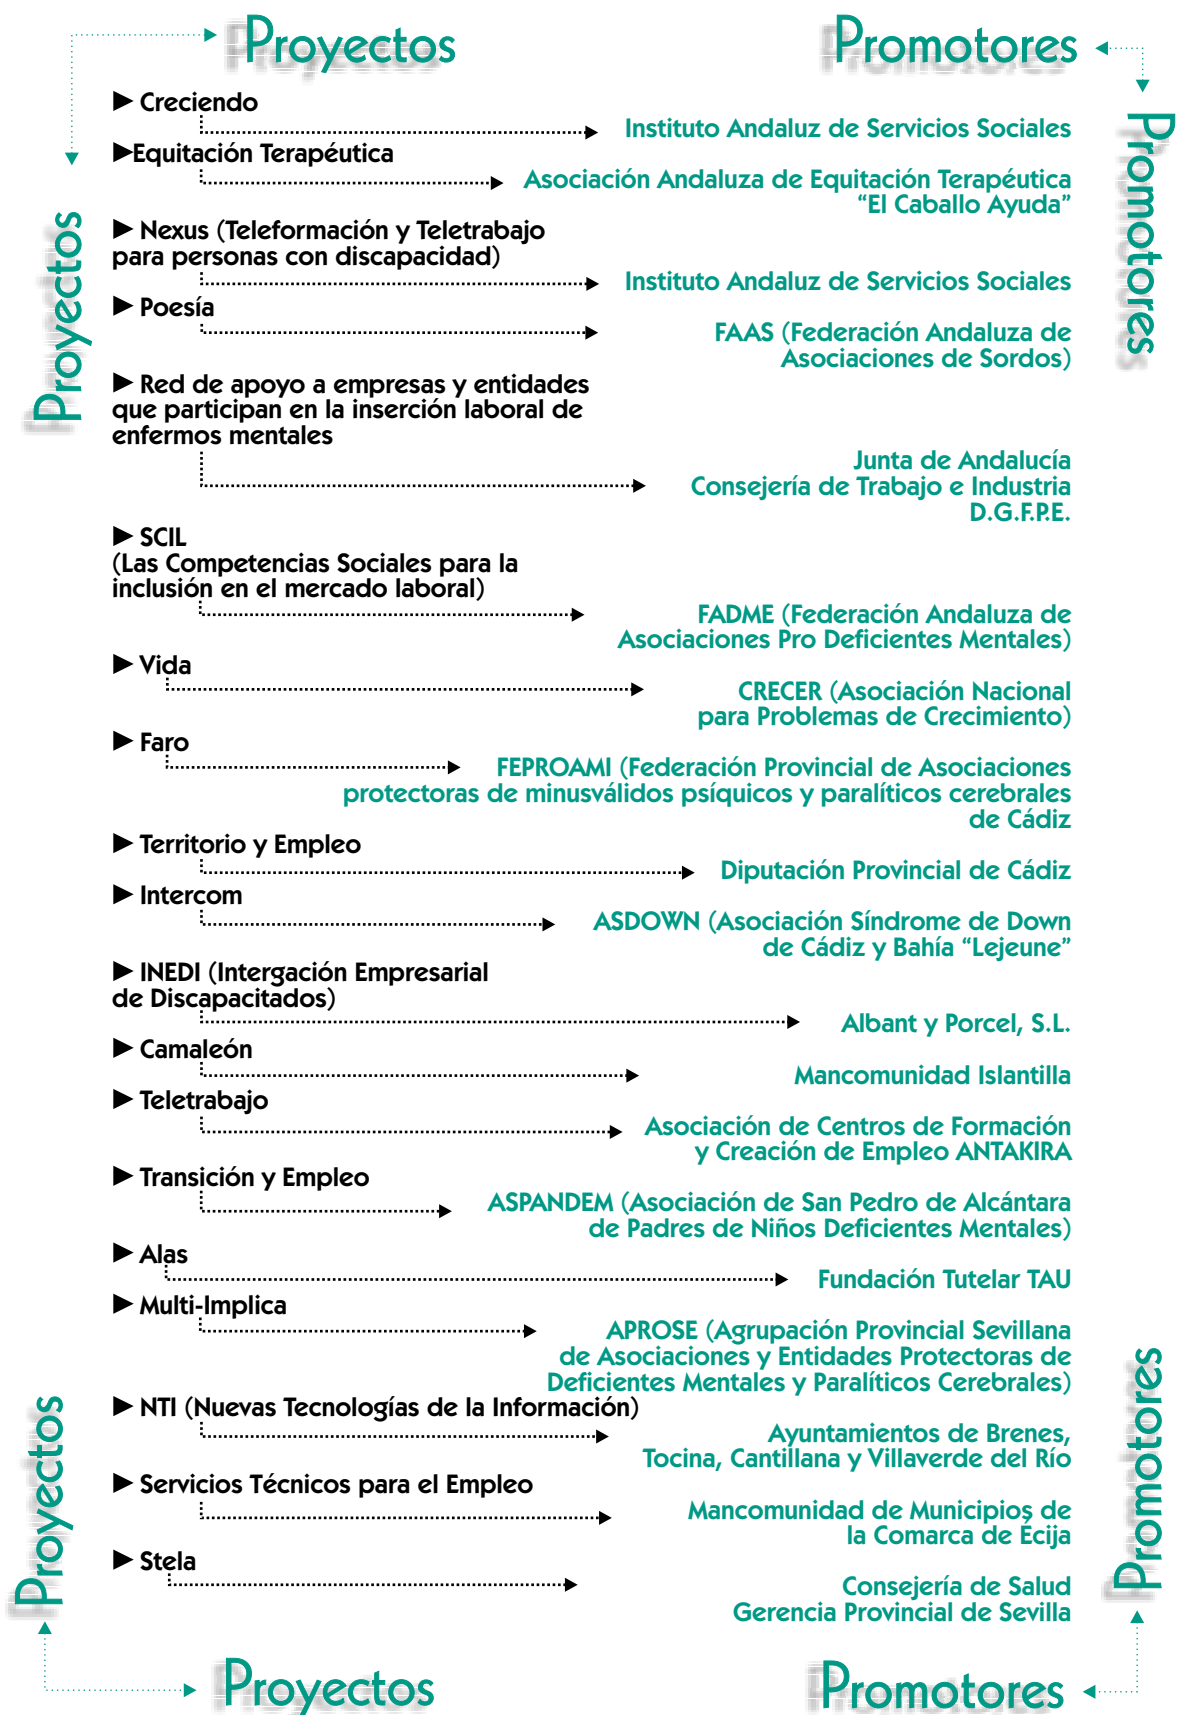 Proyectos
Promotores
Proyectos
Promotores
► Creciendo
Instituto Andaluz de Servicios Sociales
►Equitación Terapéutica
Asociación Andaluza de Equitación Terapéutica
“El Caballo Ayuda”
► Nexus (Teleformación y Teletrabajo
para personas con discapacidad)
Instituto Andaluz de Servicios Sociales
► Poesía
FAAS (Federación Andaluza de
Asociaciones de Sordos)
► Red de apoyo a empresas y entidades
que participan en la inserción laboral de
enfermos mentales
Junta de Andalucía
Consejería de Trabajo e Industria
D.G.F.P.E.
► SCIL
(Las Competencias Sociales para la
inclusión en el mercado laboral)
FADME (Federación Andaluza de
Asociaciones Pro Deficientes Mentales)
► Vida
CRECER (Asociación Nacional
para Problemas de Crecimiento)
► Faro
FEPROAMI (Federación Provincial de Asociaciones
protectoras de minusválidos psíquicos y paralíticos cerebrales
de Cádiz
► Territorio y Empleo
Diputación Provincial de Cádiz
► Intercom
ASDOWN (Asociación Síndrome de Down
de Cádiz y Bahía “Lejeune”
► INEDI (Intergación Empresarial
de Discapacitados)
Albant y Porcel, S.L.
► Camaleón
Mancomunidad Islantilla
► Teletrabajo
Asociación de Centros de Formación
y Creación de Empleo ANTAKIRA
► Transición y Empleo
ASPANDEM (Asociación de San Pedro de Alcántara
de Padres de Niños Deficientes Mentales)
► Alas
Fundación Tutelar TAU
► Multi-Implica
APROSE (Agrupación Provincial Sevillana
de Asociaciones y Entidades Protectoras de
Deficientes Mentales y Paralíticos Cerebrales)
► NTI (Nuevas Tecnologías de la Información)
Ayuntamientos de Brenes,
Tocina, Cantillana y Villaverde del Río
► Servicios Técnicos para el Empleo
Mancomunidad de Municipios de
la Comarca de Écija
► Stela
Consejería de Salud
Gerencia Provincial de Sevilla
Proyectos
Promotores
Proyectos
Promotores